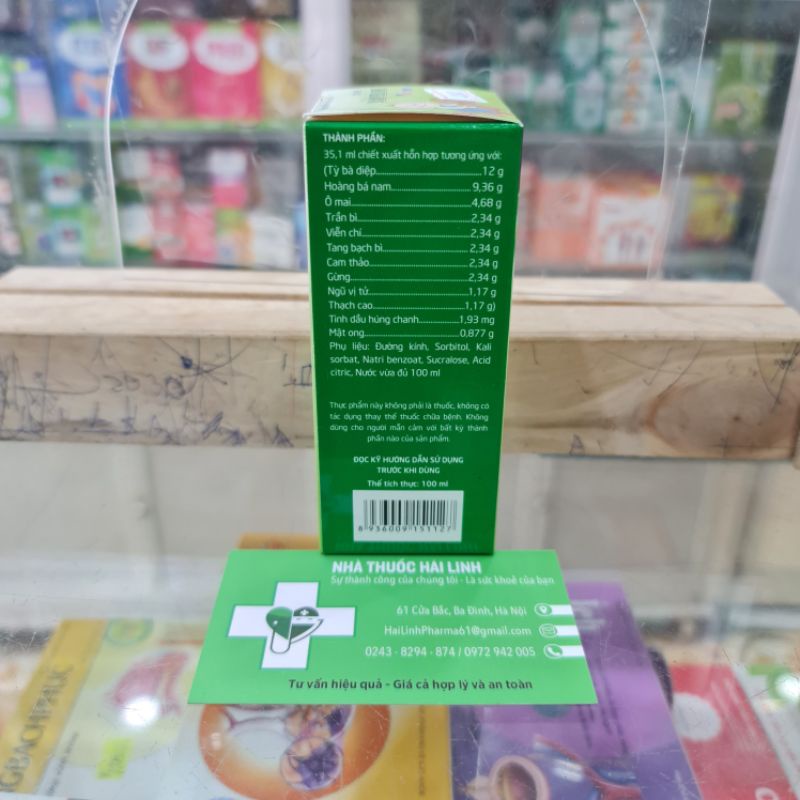 THÀNH PHẦN:
35,1 ml chiết xuất hỗn hợp tương ứng với:
(Tỳ bà diệp..............................12 g
Hoàng bá nam..........................9,36 g
Ô mai..............................4,68 g
Trần bì..............................2,34 g
Viễn chí..............................2,34 g
Tang bạch bì..........................2,34 g
Cam thảo..............................2,34 g
Gừng..............................2,34 g
Ngũ vị tử..............................1,17 g
Thạch cao..............................1,17 g)
Tinh dầu húng chanh..............1,93 mg
Mật ong..............................0,877 g
Phụ liệu: Đường kính, Sorbitol, Kali
sorbat, Natri benzoat, Sucralose, Acid
citric, Nước vừa đủ 100 ml
Thực phẩm này không phải là thuốc, không có
tác dụng thay thế thuốc chữa bệnh. Không
dùng cho người mẫn cảm với bất kỳ thành
phần nào của sản phẩm.
ĐỌC KỸ HƯỚNG DẪN SỬ DỤNG
TRƯỚC KHI DÙNG
Thể tích thực: 100 ml
8 936009 151127
NHÀ THUỐC HẢI LINH
Sự thành công của chúng tôi - Là sức khoẻ của bạn
61 Cửa Bắc, Ba Đình, Hà Nội
HaiLinhPharma61@gmail.com
0243 - 8294 - 874 / 0972 942 005
Tư vấn hiệu quả - Giá cả hợp lý và an toàn